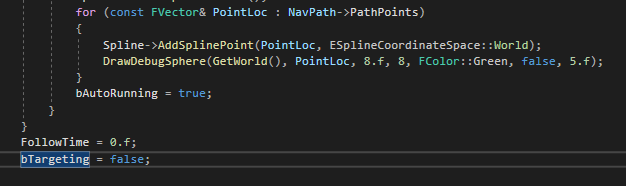 for (const FVector& PointLoc : NavPath->PathPoints)
{
Spline->AddSplinePoint(PointLoc, ESplineCoordinateSpace::World);
DrawDebugSphere(GetWorld(), PointLoc, 8.f, 8, FColor::Green, false, 5.f);
}
bAutoRunning = true;
}
}
FollowTime = 0.f;
bTargeting = false;